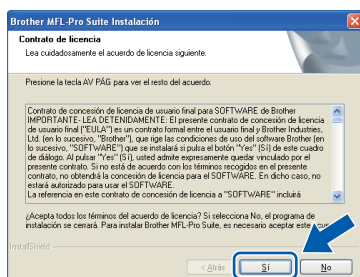 Brother MFL-Pro Suite Instalación
Contrato de licencia
Lea cuidadosamente el acuerdo de licencia siguiente.
Presione la tecla AV PÁG para ver el resto del acuerdo.
Contrato de concesión de licencia de usuario final para SOFTWARE de Brother
IMPORTANTE - LEA DETENIDAMENTE: El presente contrato de concesión de licencia
de usuario final ("EULA") es un contrato formal entre el usuario final y Brother Industries,
Ltd. (en lo sucesivo, "Brother"), que rige las condiciones de uso del software Brother (en
lo sucesivo, "SOFTWARE") que se instalará si pulsa el botón "Yes" (Sí) de este cuadro
de diálogo. Al pulsar "Yes" (Sí), usted admite expresamente quedar vinculado por el
presente contrato. Si no está de acuerdo con los términos recogidos en el presente
contrato, no obtendrá la concesión de licencia para el SOFTWARE. En dicho caso, no
estará autorizado para usar el SOFTWARE.
La referencia en este contrato de concesión de licencia a "SOFTWARE" incluirá
¿Acepta todos los términos del acuerdo de licencia? Si selecciona No, el programa de
instalación se cerrará. Para instalar Brother MFL-Pro Suite, es necesario aceptar este
InstallShield
< Atrás
Sí
No